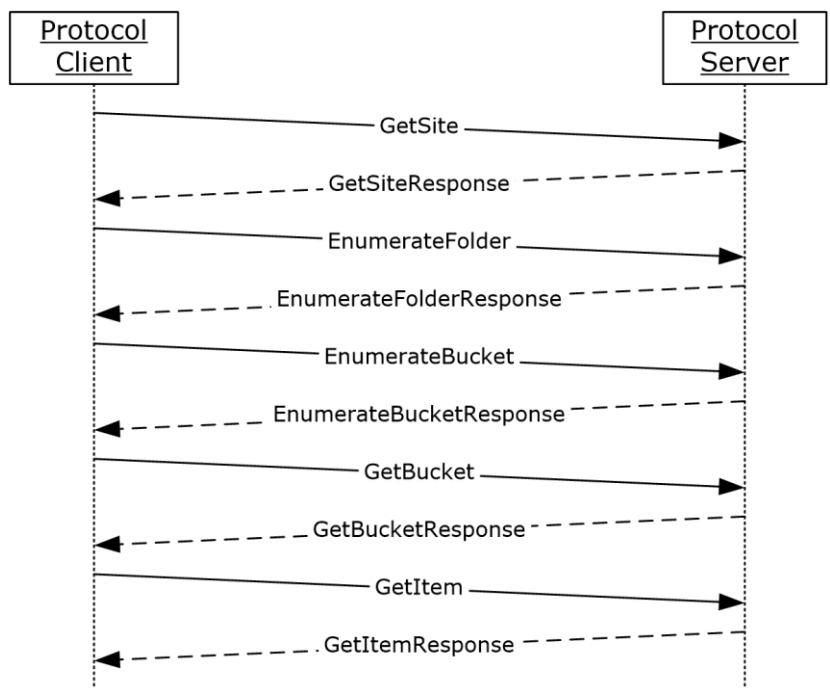 Protocol
Client
Protocol
Server
GetSite
GetSiteResponse
EnumerateFolder
EnumerateFolderResponse
EnumerateBucket
EnumerateBucketResponse
GetBucket
GetBucketResponse
GetItem
GetItemResponse